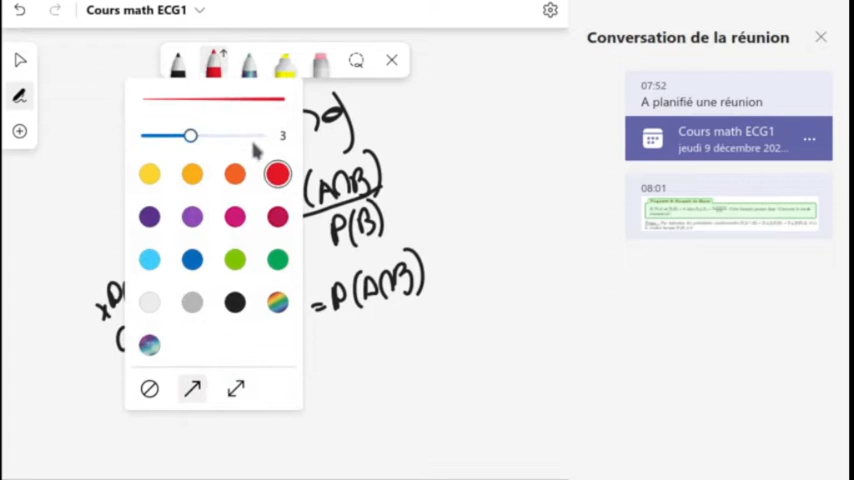 Cours math ECG1
Conversation de la réunion
07:52
A planifié une réunion
Cours math ECG1
jeudi 9 décembre 202...
08:01
3
(A∩B)
P(B)
= P(A∩B)